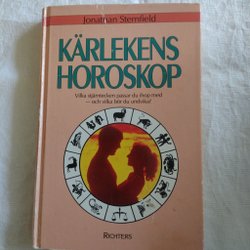 Jonathan Sternfield
KÄRLEKENS
HOROSKOP
Vilka stjärntecken passar du ihop med
– och vilka bör du undvika?
RICHTERS